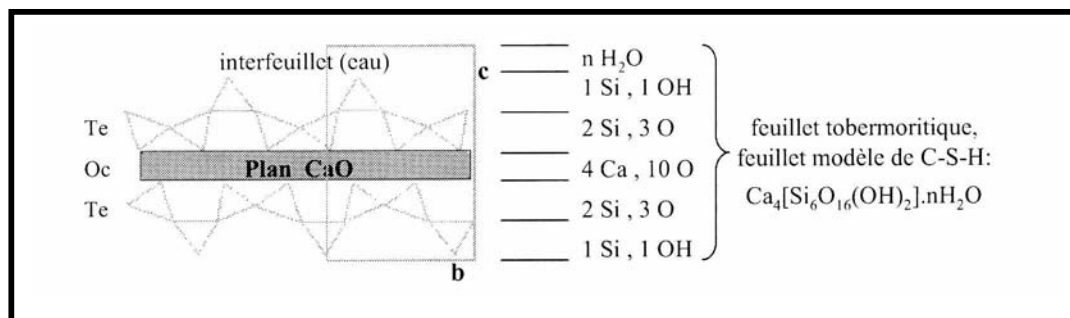 interfeuillet (eau)
c
Te
Oc
Te
Plan CaO
b
n H₂O
1 Si , 1 OH
2 Si , 3 O
4 Ca , 10 O
2 Si , 3 O
1 Si , 1 OH
feuillet tobermoritique,
feuillet modèle de C-S-H:
Ca₄[Si₆O₁₆(OH)₂].nH₂O